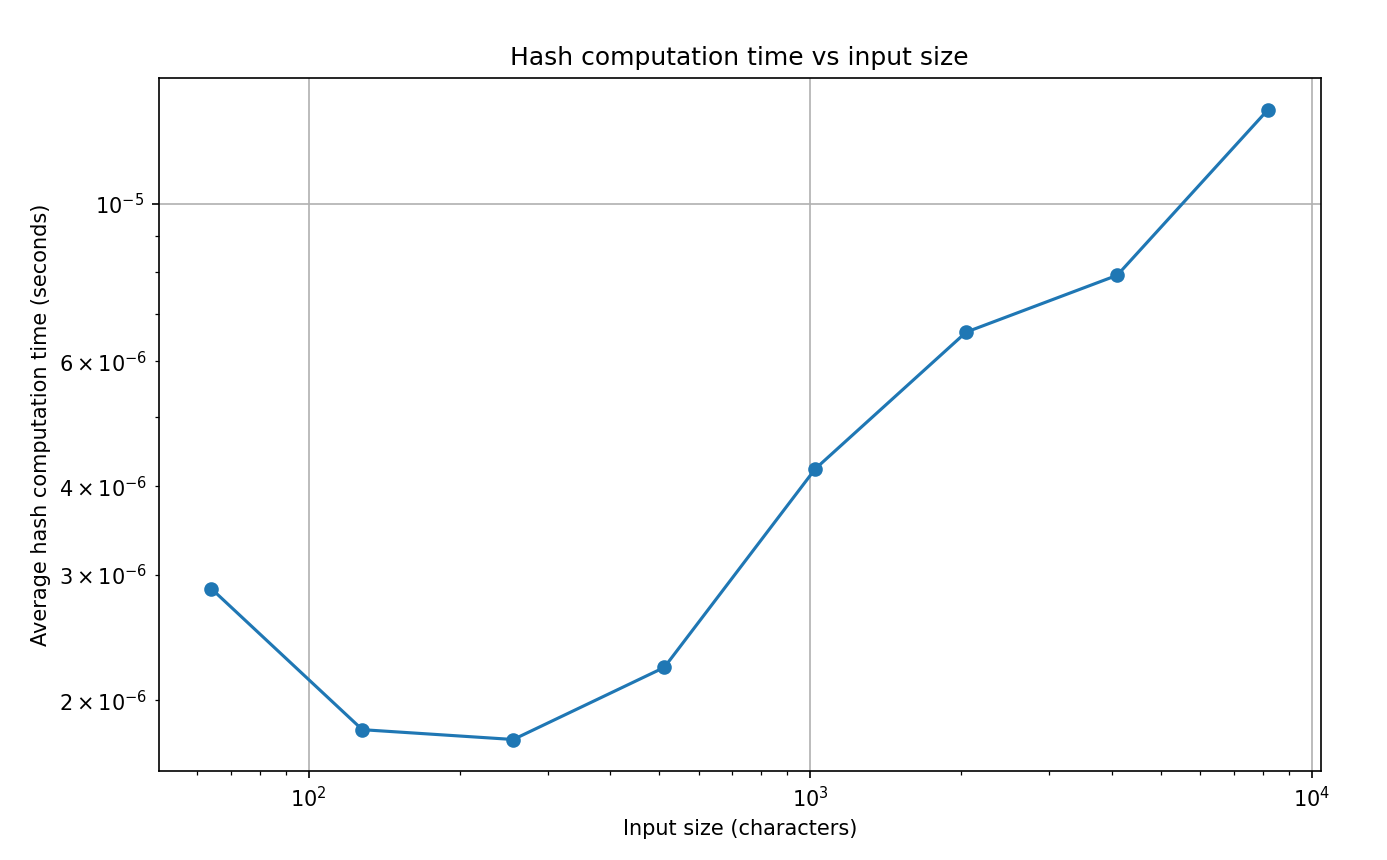 Hash computation time vs input size
Average hash computation time (seconds)
10⁻⁵
6 × 10⁻⁶
4 × 10⁻⁶
3 × 10⁻⁶
2 × 10⁻⁶
10² 10³ 10⁴
Input size (characters)